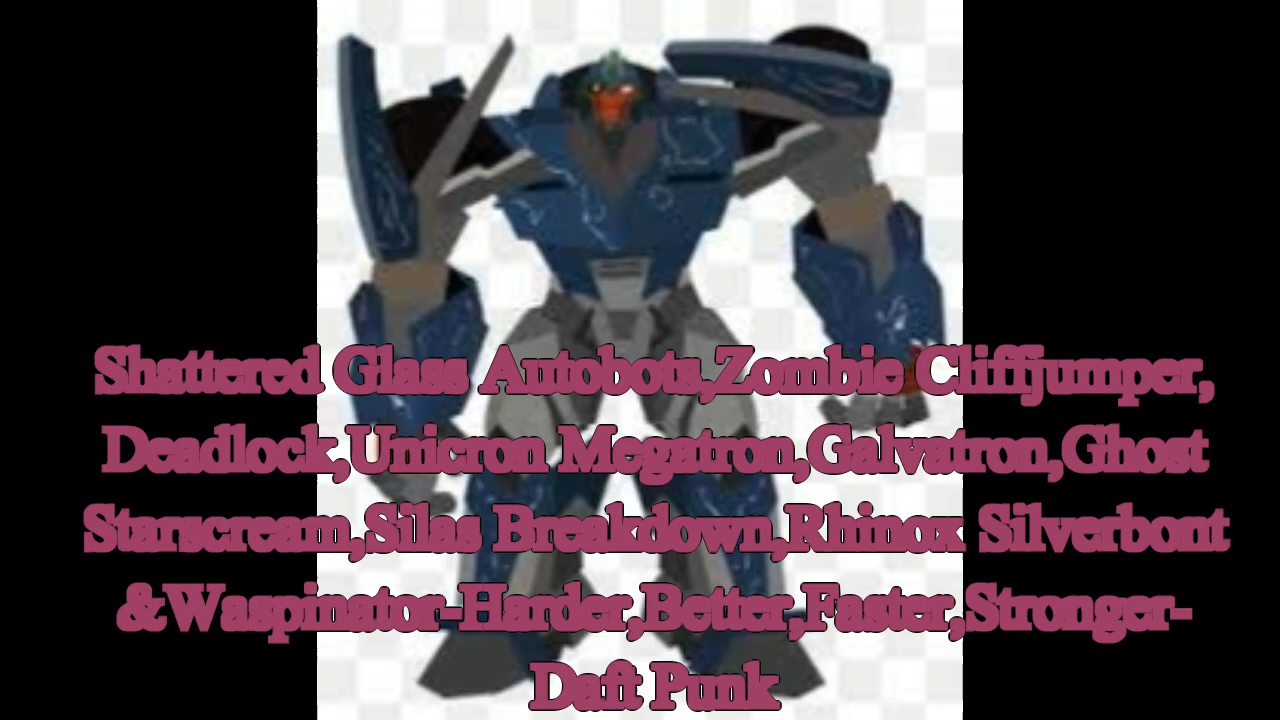 Shattered Glass Autobots,Zombie Cliffjumper,
Deadlock,Unicron Megatron,Galvatron,Ghost
Starscream,Silas Breakdown,Rhinox Silverbont
&Waspinator-Harder,Better,Faster,Stronger-
Daft Punk